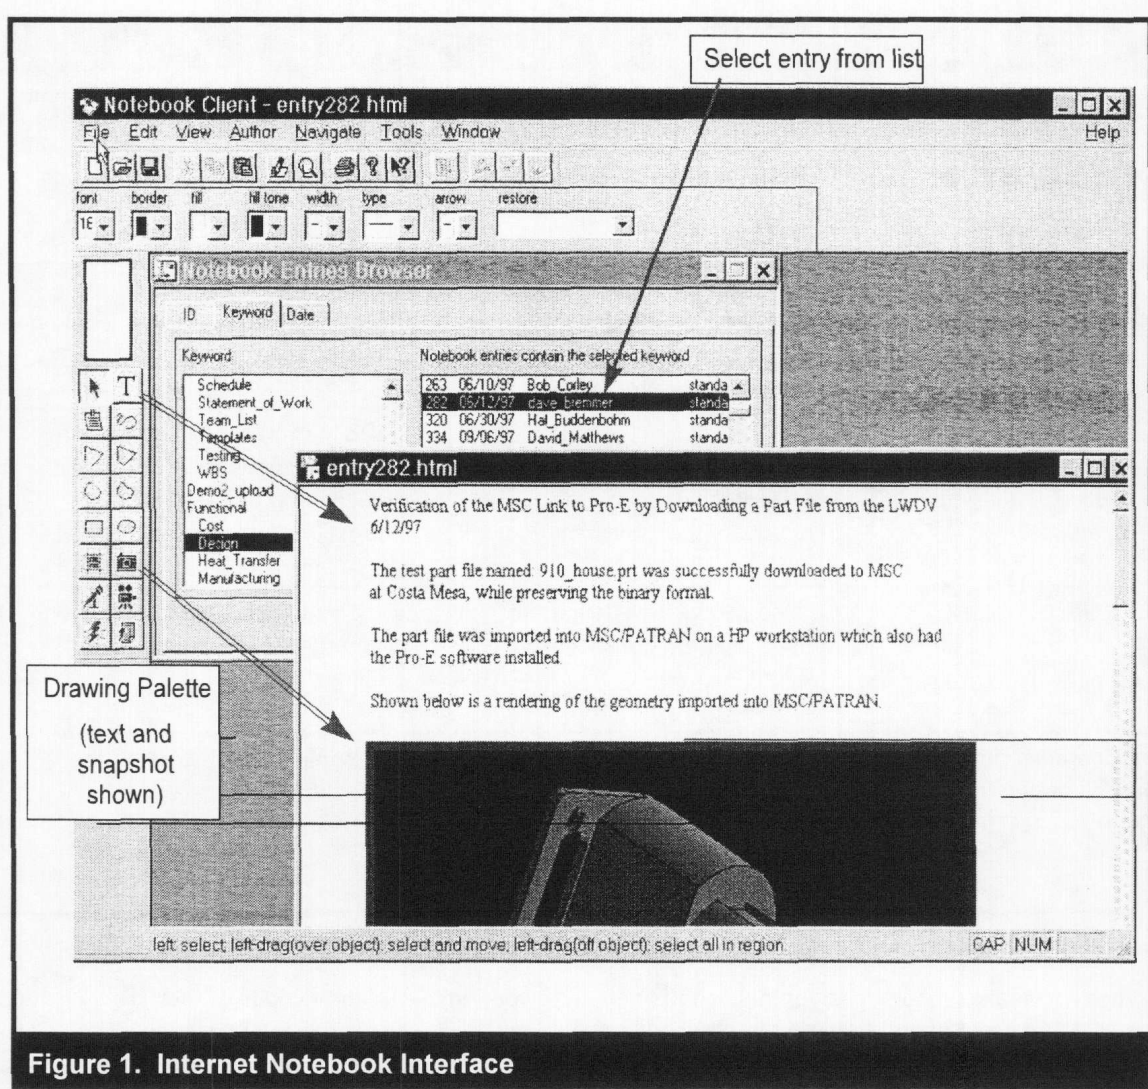 Select entry from list
Notebook Client - entry282.html
File Edit View Author Navigate Tools Window Help
font border fill fill tone width type arrow restore
16
Notebook Entries Browser
ID Keyword Date
Keyword
Notebook entries contain the selected keyword
Schedule
Statement_of_Work
Team_List
Templates
Testing
WBS
Demo2_upload
Functional
Cost
Design
Heat_Transfer
Manufacturing
263 06/10/97 Bob_Corley standa
282 06/12/97 dave_bremmer standa
320 06/30/97 Hal_Buddenbohm standa
334 09/06/97 David_Matthews standa
T
entry282.html
Verification of the MSC Link to Pro-E by Downloading a Part File from the LWDV
6/12/97
The test part file named: 910_house.prt was successfully downloaded to MSC
at Costa Mesa, while preserving the binary format.
The part file was imported into MSC/PATRAN on a HP workstation which also had
the Pro-E software installed.
Shown below is a rendering of the geometry imported into MSC/PATRAN.
Drawing Palette
(text and
snapshot
shown)
left: select; left-drag(over object): select and move; left-drag(off object): select all in region.
CAP NUM
Figure 1. Internet Notebook Interface